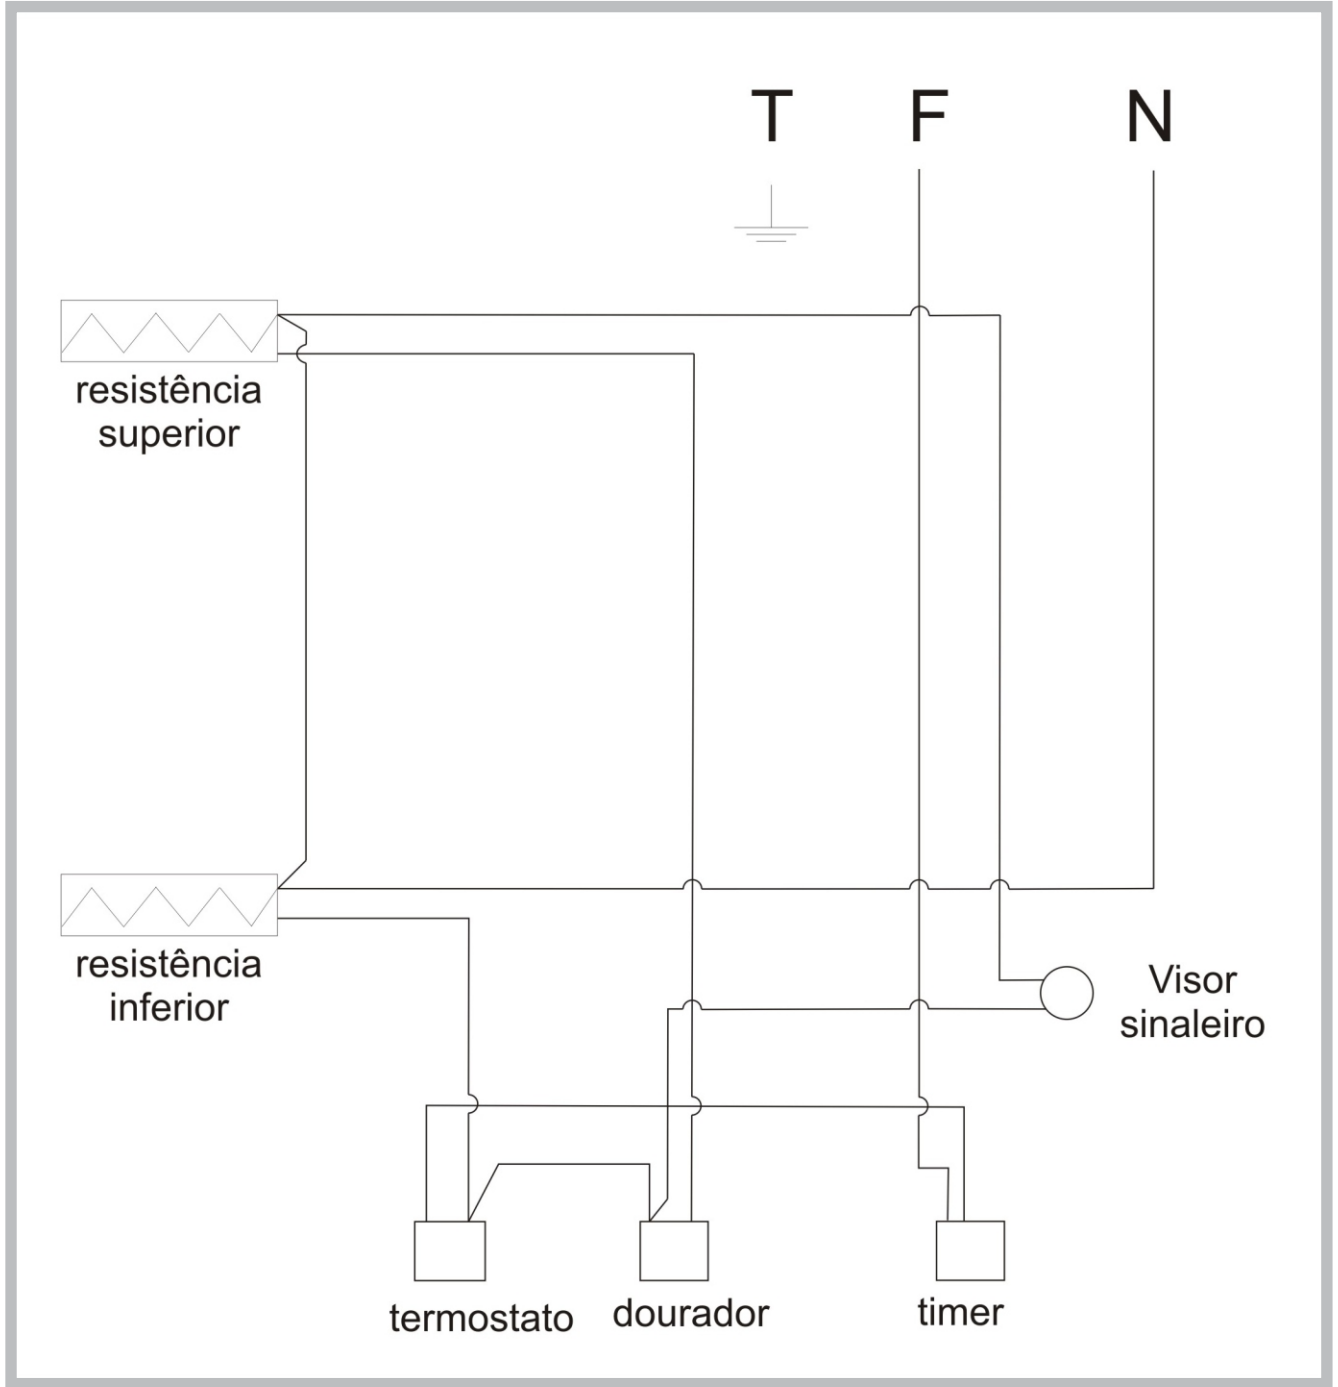 T F N
resistência
superior
resistência
inferior
Visor
sinaleiro
termostato dourador timer